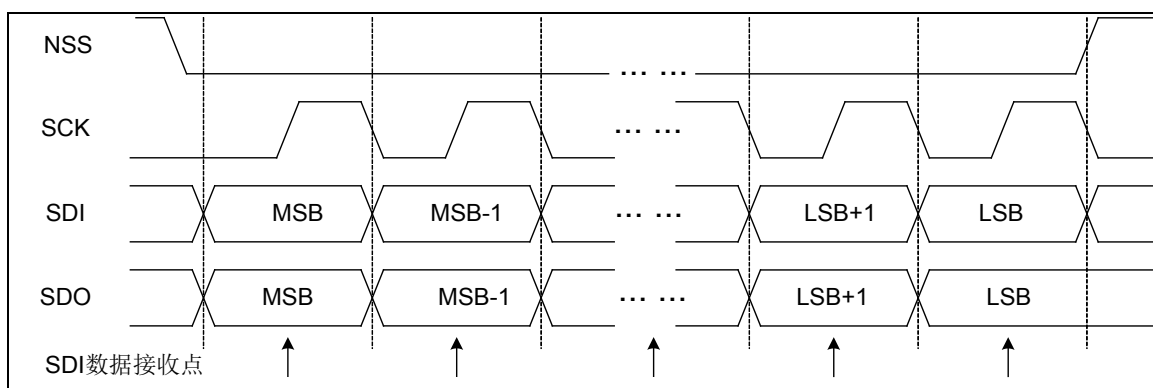 NSS
... ...
SCK
... ...
SDI MSB MSB-1 ... ... LSB+1 LSB
SDO MSB MSB-1 ... ... LSB+1 LSB
SDI数据接收点